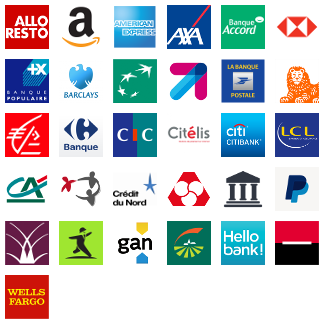 ALLO
RESTO
a
AMERICAN
EXPRESS
AXA
Banque
Accord
X
BANQUE
POPULAIRE
BARCLAYS
LA BANQUE
POSTALE
Banque
CIC
Citélis
citi
CITIBANK
LCL
CA
Crédit
du Nord
P
gan
Hello
bank!
WELLS
FARGO